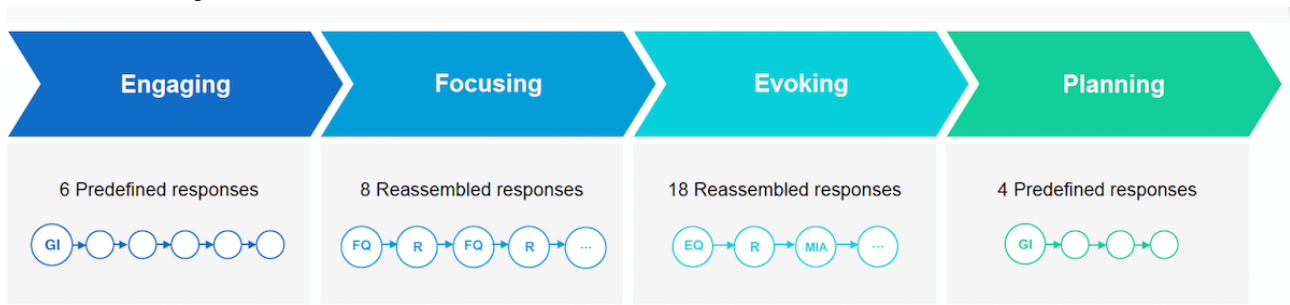 Engaging
Focusing
Evoking
Planning
6 Predefined responses
8 Reassembled responses
18 Reassembled responses
4 Predefined responses
GI
FQ R FQ R ...
EQ R MIA ...
GI